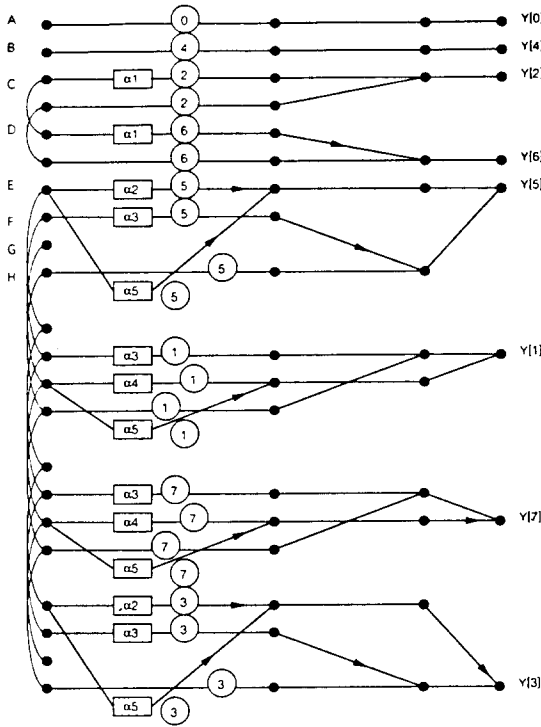 A 0 Y[0]
B 4 Y[4]
C α1 2 Y[2]
2
D α1 6
6 Y[6]
E α2 5 Y[5]
F α3 5
G
H 5
α5 5
α3 1 Y[1]
α4 1
1
α5 1
α3 7
α4 7 Y[7]
7
α5 7
α2 3
α3 3
3 Y[3]
α5 3